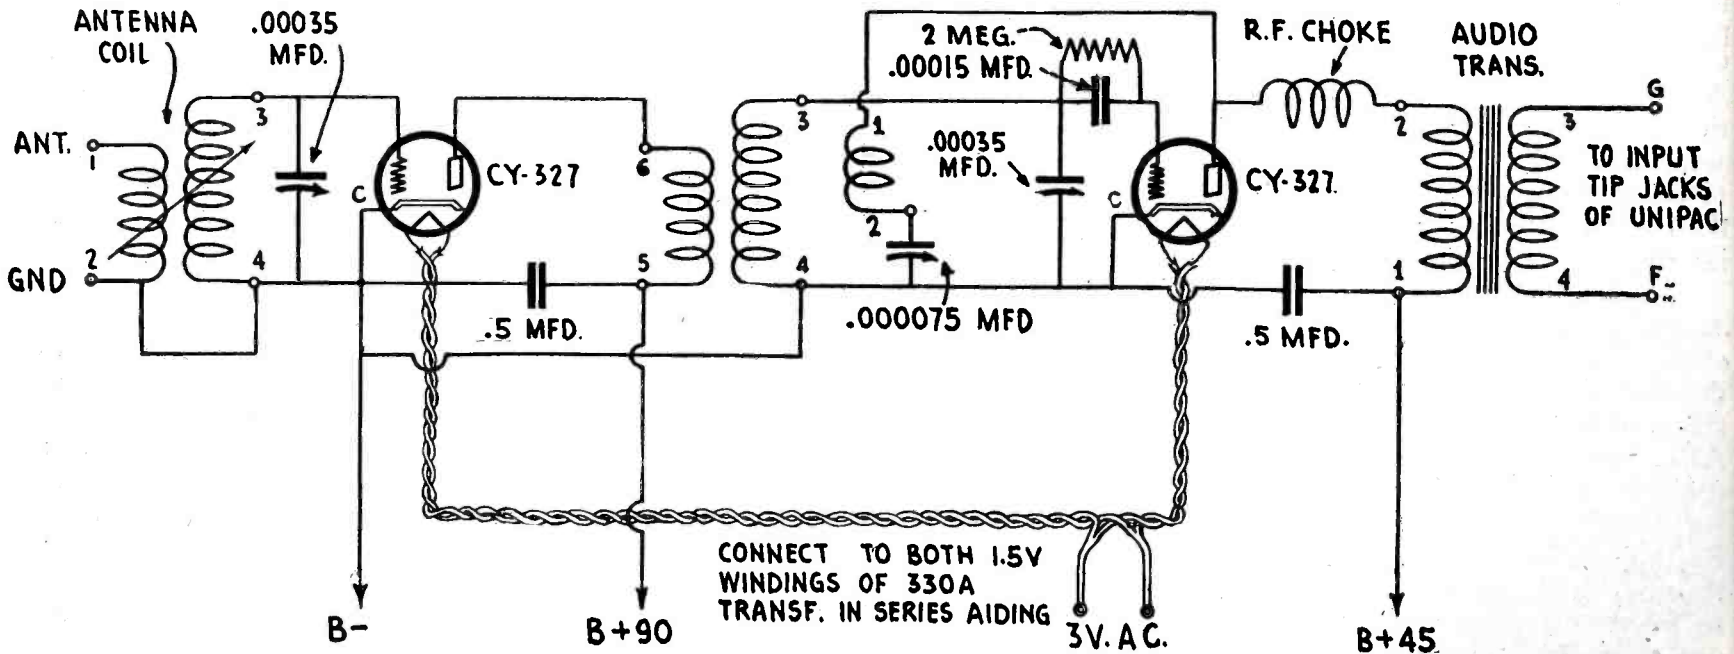 ANTENNA
COIL
.00035
MFD.
2 MEG.
.00015 MFD.
R.F. CHOKE
AUDIO
TRANS.
3
3
1
2
3
G
ANT.
1
C
CY-327
6
.00035
MFD.
C
CY-327.
TO INPUT
TIP JACKS
OF UNIPAC
2
GND
2
4
5
4
1
4
F
.5 MFD.
.000075 MFD
.5 MFD.
CONNECT TO BOTH 1.5V
WINDINGS OF 330A
TRANSF. IN SERIES AIDING
B-
B+90
3V. A C.
B+45